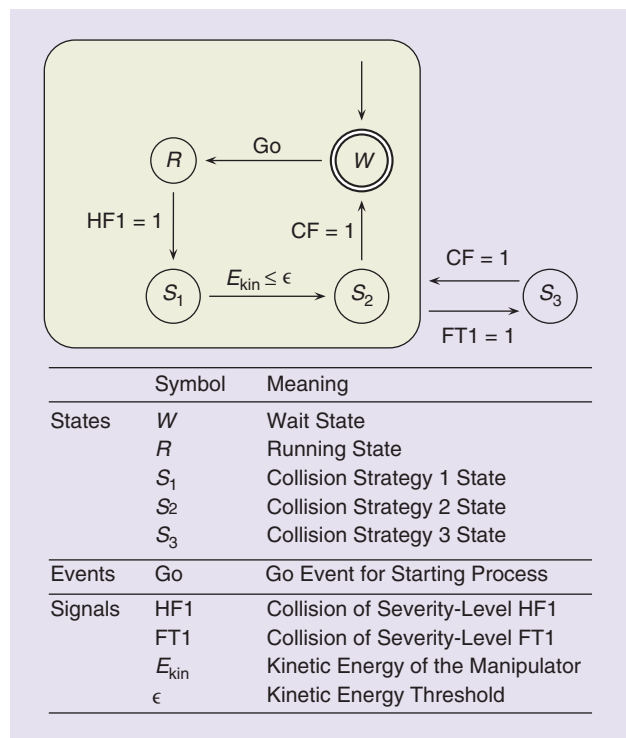 Go
R
W
HF1 = 1
CF = 1
CF = 1
S₁
E_kin ≤ ϵ
S₂
S₃
FT1 = 1
Symbol Meaning
States W Wait State
R Running State
S₁ Collision Strategy 1 State
S2 Collision Strategy 2 State
S₃ Collision Strategy 3 State
Events Go Go Event for Starting Process
Signals HF1 Collision of Severity-Level HF1
FT1 Collision of Severity-Level FT1
E_kin Kinetic Energy of the Manipulator
ϵ Kinetic Energy Threshold